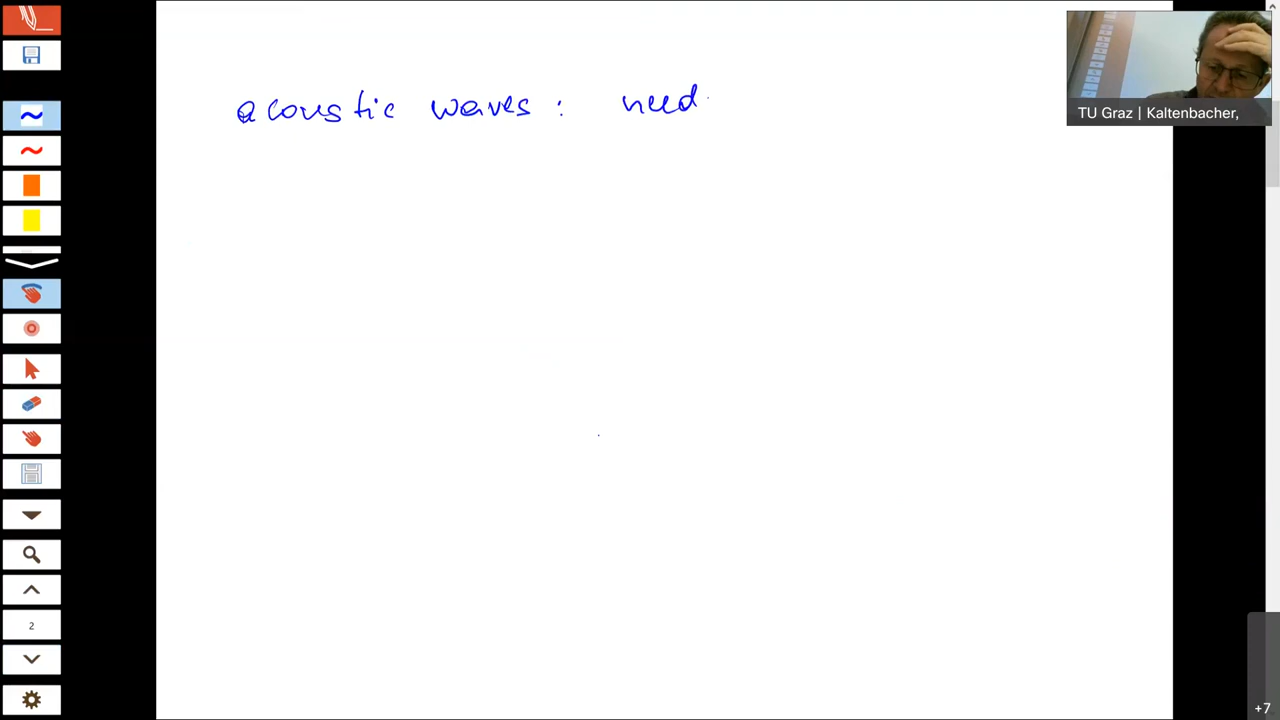 acoustic waves : need
TU Graz | Kaltenbacher,
2
+7